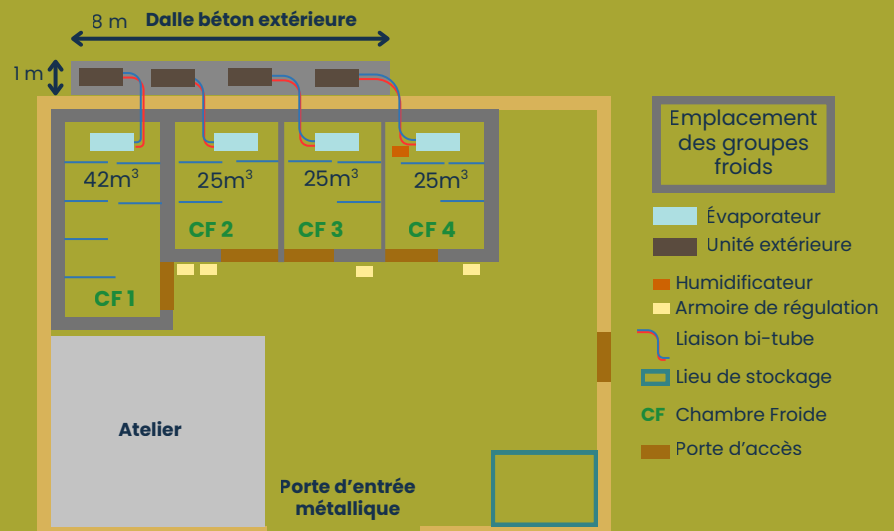 8 m Dalle béton extérieure
1 m
42m³
25m³
25m³
25m³
CF 2
CF 3
CF 4
CF 1
Atelier
Porte d’entrée
métallique
Emplacement
des groupes
froids
Évaporateur
Unité extérieure
Humidificateur
Armoire de régulation
Liaison bi-tube
Lieu de stockage
CF Chambre Froide
Porte d’accès